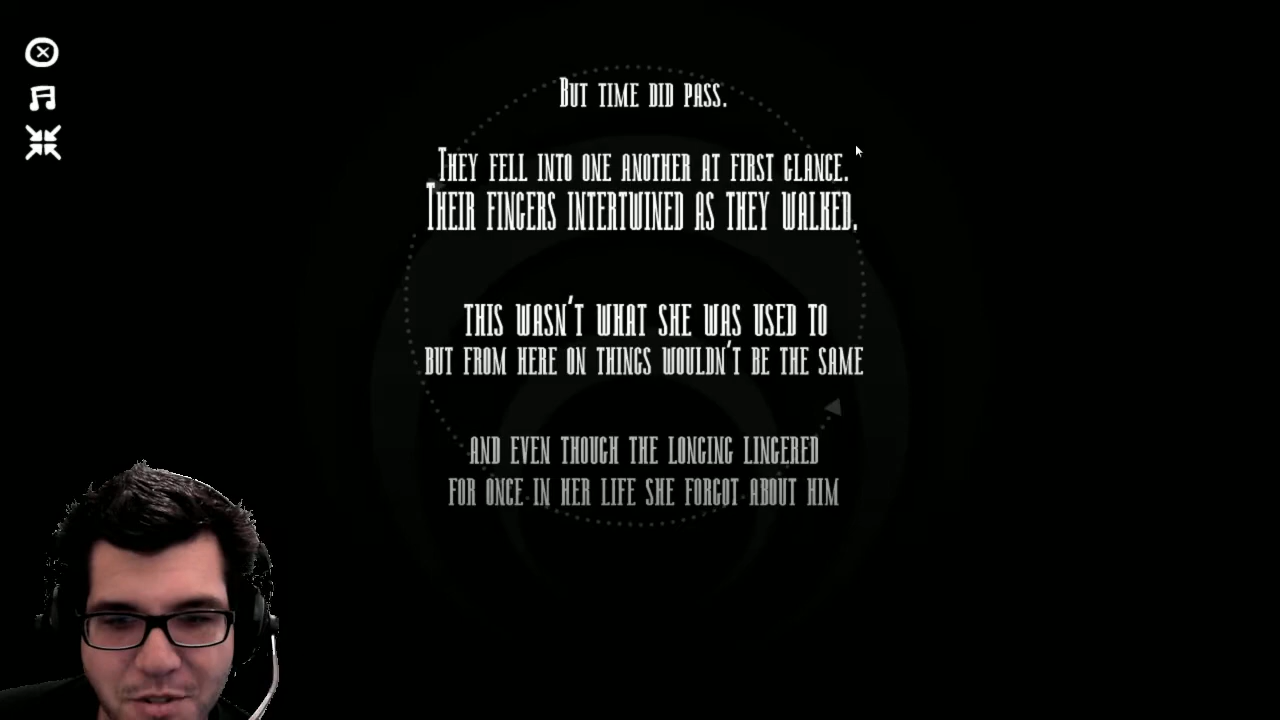 But time did pass.
They fell into one another at first glance.
Their fingers intertwined as they walked.
this wasn't what she was used to
but from here on things wouldn't be the same
and even though the longing lingered
for once in her life she forgot about him